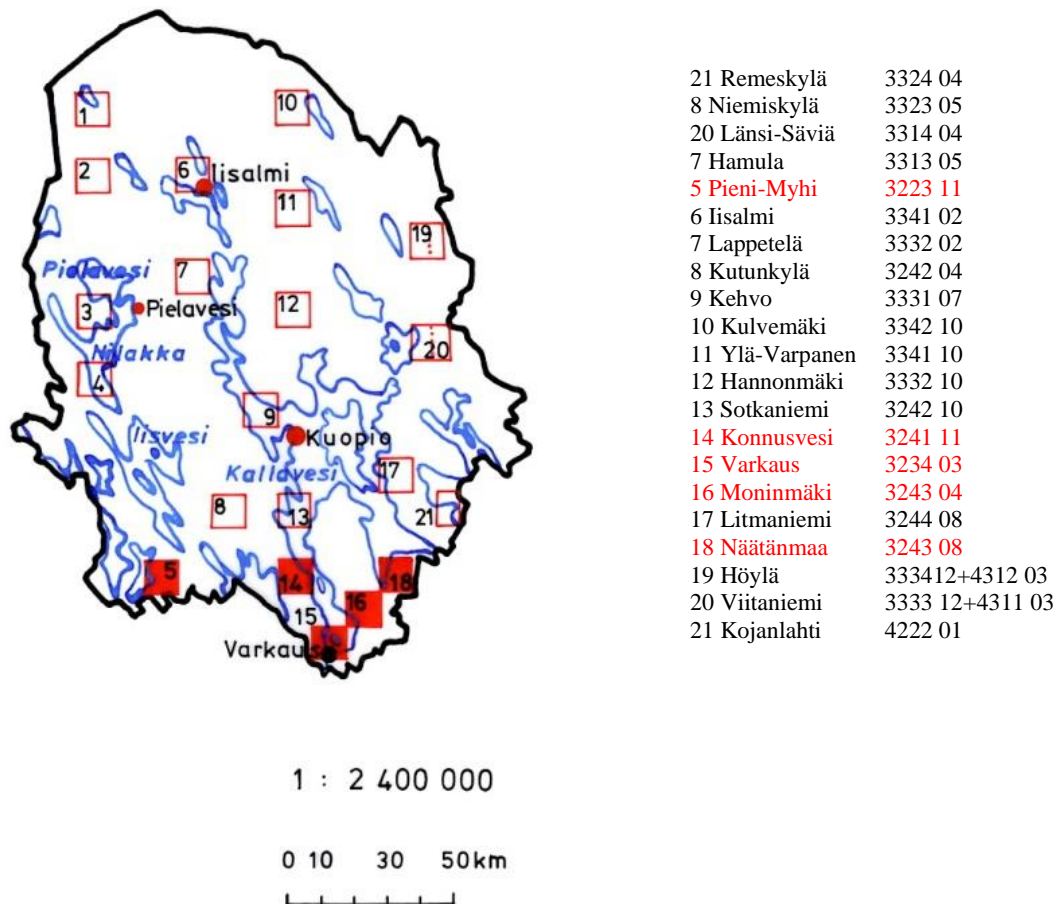 1
10
2
6
Iisalmi
11
19
Pielavesi
7
3
Pielavesi
12
Nilakka
20
4
9
Iisvesi
Kuopio
Kallavesi
17
8
13
21
5
14
18
15
16
Varkaus
1 : 2 400 000
0 10 30 50km
21 Remeskylä 3324 04
8 Niemiskylä 3323 05
20 Länsi-Säviä 3314 04
7 Hamula 3313 05
5 Pieni-Myhi 3223 11
6 Iisalmi 3341 02
7 Lappetelä 3332 02
8 Kutunkylä 3242 04
9 Kehvo 3331 07
10 Kulvemäki 3342 10
11 Ylä-Varpanen 3341 10
12 Hannonmäki 3332 10
13 Sotkaniemi 3242 10
14 Konnusvesi 3241 11
15 Varkaus 3234 03
16 Moninmäki 3243 04
17 Litmaniemi 3244 08
18 Näätänmaa 3243 08
19 Höylä 333412+4312 03
20 Viitaniemi 3333 12+4311 03
21 Kojanlahti 4222 01